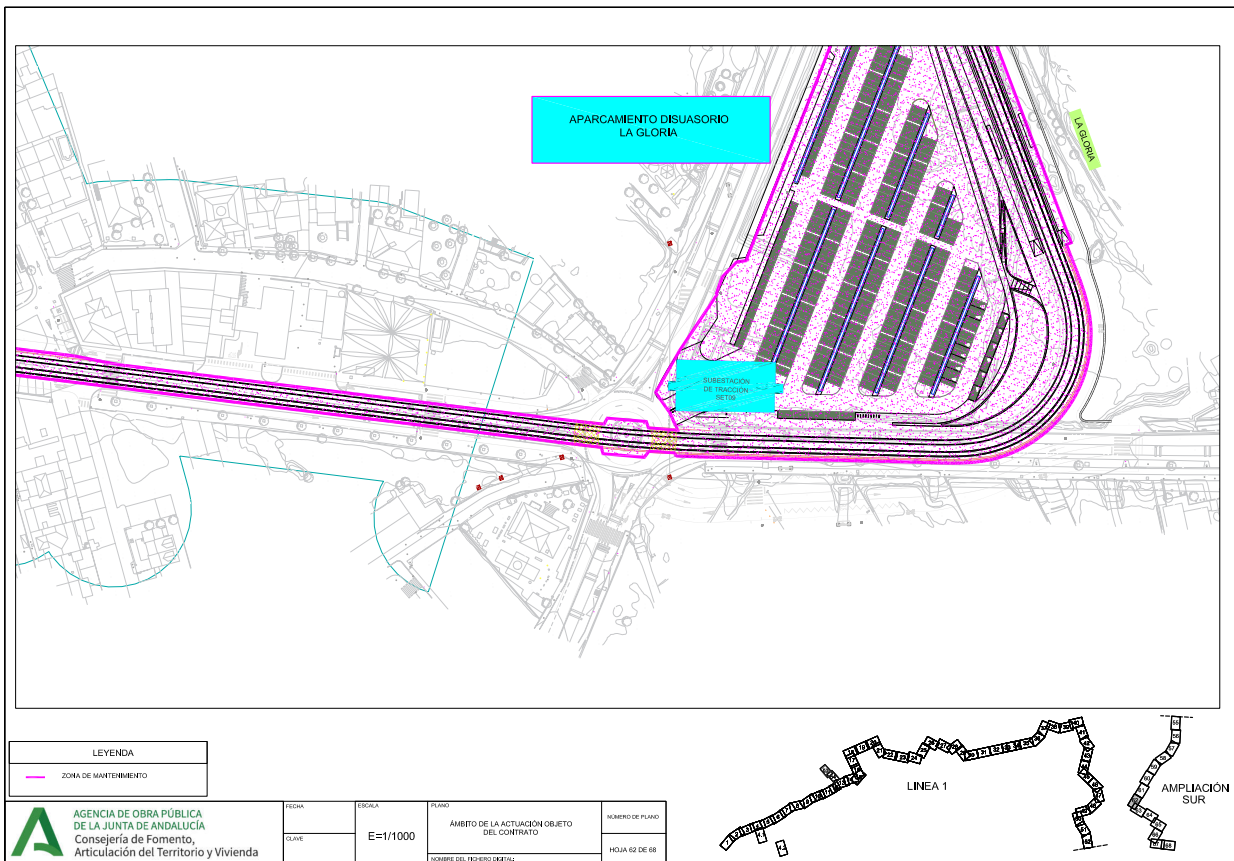 APARCAMIENTO DISUASORIO
LA GLORIA
LA GLORIA
SUBESTACIÓN
DE TRACCIÓN
SET09
LEYENDA
ZONA DE MANTENIMIENTO
LINEA 1
AMPLIACIÓN
SUR
AGENCIA DE OBRA PÚBLICA
DE LA JUNTA DE ANDALUCÍA
Consejería de Fomento,
Articulación del Territorio y Vivienda
FECHA
CLAVE
ESCALA
E=1/1000
PLANO
ÁMBITO DE LA ACTUACIÓN OBJETO
DEL CONTRATO
NOMBRE DEL FICHERO DIGITAL:
NÚMERO DE PLANO
HOJA 62 DE 68